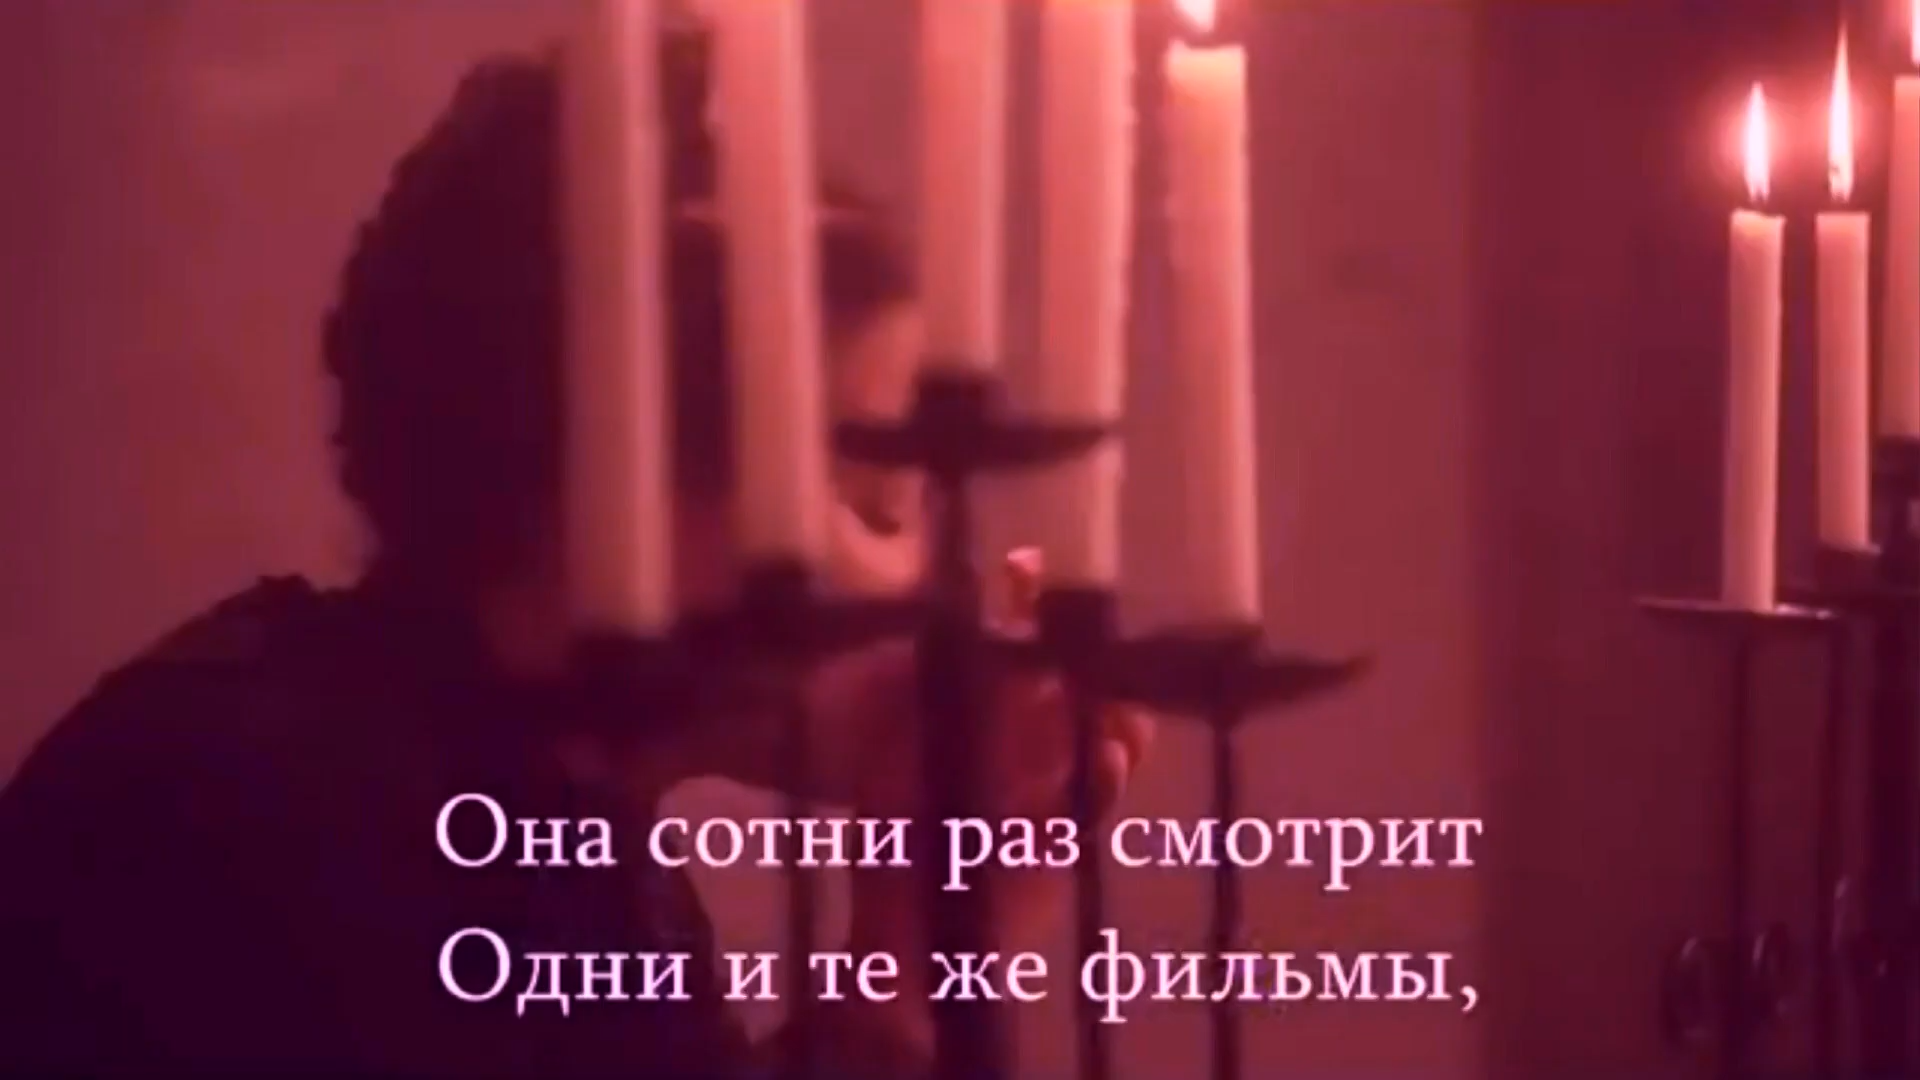 Она сотни раз смотрит
Одни и те же фильмы,